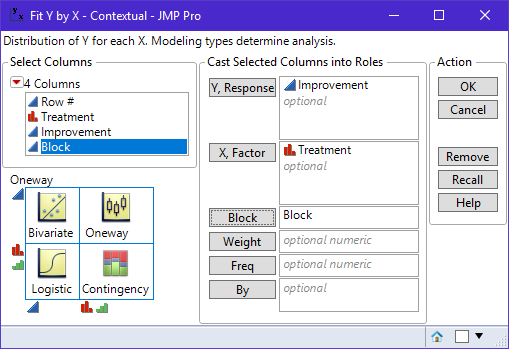 Fit Y by X - Contextual - JMP Pro
Distribution of Y for each X. Modeling types determine analysis.
Select Columns
4 Columns
Row #
Treatment
Improvement
Block
Oneway
Bivariate Oneway
Logistic Contingency
Cast Selected Columns into Roles
Y, Response Improvement
optional
X, Factor Treatment
optional
Block Block
Weight optional numeric
Freq optional numeric
By optional
Action
OK
Cancel
Remove
Recall
Help